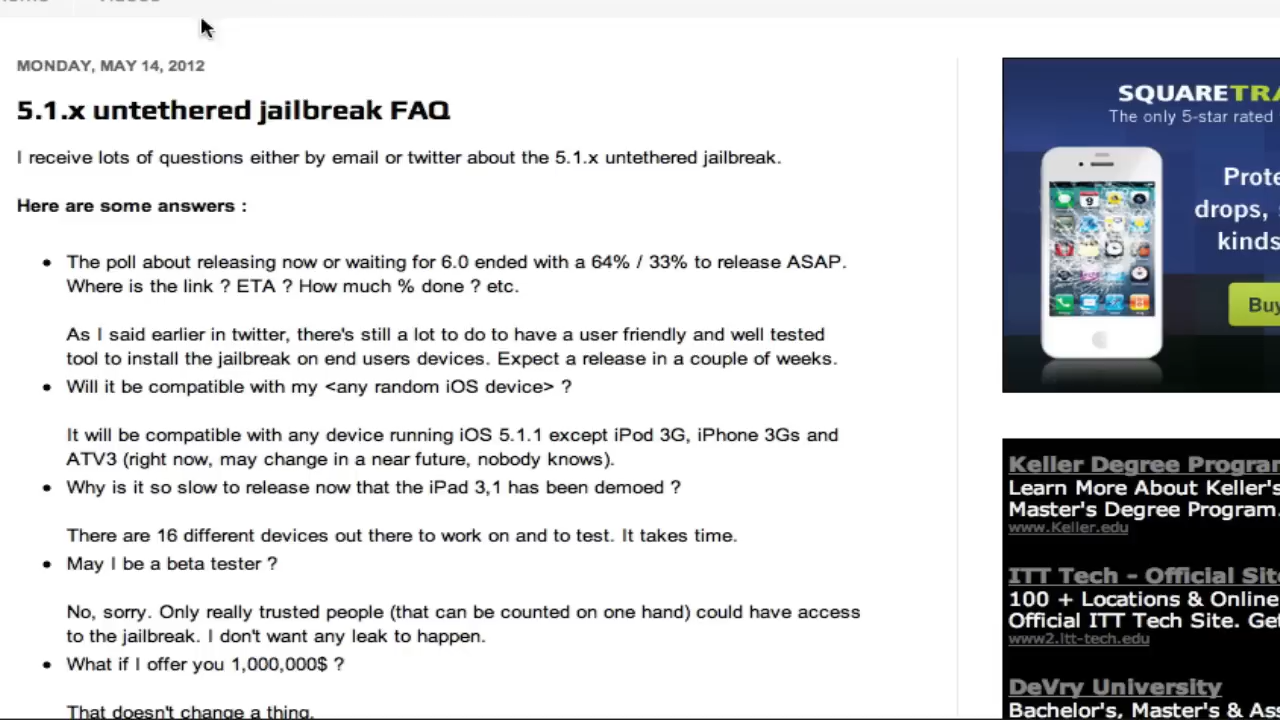 MONDAY, MAY 14, 2012
5.1.x untethered jailbreak FAQ
I receive lots of questions either by email or twitter about the 5.1.x untethered jailbreak.
Here are some answers :
The poll about releasing now or waiting for 6.0 ended with a 64% / 33% to release ASAP.
Where is the link ? ETA ? How much % done ? etc.
As I said earlier in twitter, there's still a lot to do to have a user friendly and well tested
tool to install the jailbreak on end users devices. Expect a release in a couple of weeks.
Will it be compatible with my <any random iOS device> ?
It will be compatible with any device running iOS 5.1.1 except iPod 3G, iPhone 3Gs and
ATV3 (right now, may change in a near future, nobody knows).
Why is it so slow to release now that the iPad 3,1 has been demoed ?
There are 16 different devices out there to work on and to test. It takes time.
May I be a beta tester ?
No, sorry. Only really trusted people (that can be counted on one hand) could have access
to the jailbreak. I don't want any leak to happen.
What if I offer you 1,000,000$ ?
That doesn't change a thing.
SQUARETRA
The only 5-star rated
Prote
drops,
kinds
Buy
Keller Degree Program
Learn More About Keller's
Master's Degree Program.
www.Keller.edu
ITT Tech - Official Site
100 + Locations & Online
Official ITT Tech Site. Get
www2.itt-tech.edu
DeVry University
Bachelor's, Master's & Ass